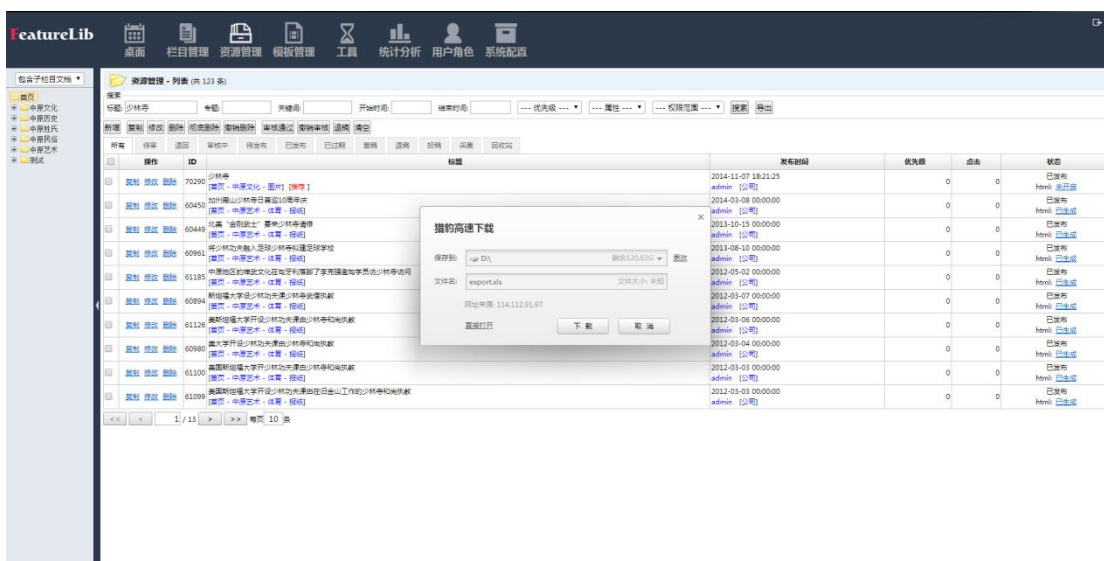 FeatureLib
桌面 栏目管理 资源管理 模板管理 工具 统计分析 用户角色 系统配置
包含子栏目文档
首页
中原文化
中原历史
中原姓氏
中原民俗
中原艺术
测试
资源管理 - 列表 (共 123 条)
搜索
标题: 少林寺 专题: 关键词: 开始时间: 结束时间: --- 优先级 --- --- 属性 --- --- 权限范围 --- 搜索 导出
新增 复制 修改 删除 彻底删除 撤销删除 审核通过 撤销审核 退稿 清空
所有 待审 退回 审核中 待发布 已发布 已过期 草稿 退稿 投稿 采集 回收站
操作 ID 标题 发布时间 优先级 点击 状态
复制 修改 删除 70290 少林寺 2014-11-07 18:21:25 0 0 已发布
[首页 - 中原文化 - 图片] [推荐 ] admin [公司] html: 未开启
复制 修改 删除 60450 加州嵩山少林寺日喜迎10周年庆 2014-03-08 00:00:00 0 0 已发布
[首页 - 中原艺术 - 体育 - 报纸] admin [公司] html: 已生成
复制 修改 删除 60449 北美“金刚武士”要来少林寺清修 2013-10-15 00:00:00 0 0 已发布
[首页 - 中原艺术 - 体育 - 报纸] admin [公司] html: 已生成
复制 修改 删除 60961 将少林功夫融入足球少林寺拟建足球学校 2013-08-10 00:00:00 0 0 已发布
[首页 - 中原艺术 - 体育 - 报纸] admin [公司] html: 已生成
复制 修改 删除 61185 中原地区的禅武文化在匈牙利 2012-05-02 00:00:00 0 0 已发布
[首页 - 中原艺术 - 体育 - 报纸] admin [公司] html: 已生成
复制 修改 删除 60894 斯坦福大学设少林功夫课少林寺武僧执教 2012-03-07 00:00:00 0 0 已发布
[首页 - 中原艺术 - 体育 - 报纸] admin [公司] html: 已生成
复制 修改 删除 61126 美斯坦福大学开设少林功夫课由少林寺和尚执教 2012-03-06 00:00:00 0 0 已发布
[首页 - 中原艺术 - 体育 - 报纸] admin [公司] html: 已生成
复制 修改 删除 60980 美大学开设少林功夫课由少林寺和尚执教 2012-03-04 00:00:00 0 0 已发布
[首页 - 中原艺术 - 体育 - 报纸] admin [公司] html: 已生成
复制 修改 删除 61100 美国斯坦福大学开设少林功夫课由少林寺和尚执教 2012-03-03 00:00:00 0 0 已发布
[首页 - 中原艺术 - 体育 - 报纸] admin [公司] html: 已生成
复制 修改 删除 61099 美国斯坦福大学开设少林功夫课由在旧金山工作的少林寺和尚执教 2012-03-03 00:00:00 0 0 已发布
[首页 - 中原艺术 - 体育 - 报纸] admin [公司] html: 已生成
<< < 1 / 13 > >> 每页 10 条
猎豹高速下载
保存到: D:\ 剩余120.62G 更改
文件名: export.xls 文件大小: 未知
网址来源: 114.112.91.97
直接打开 下载 取消